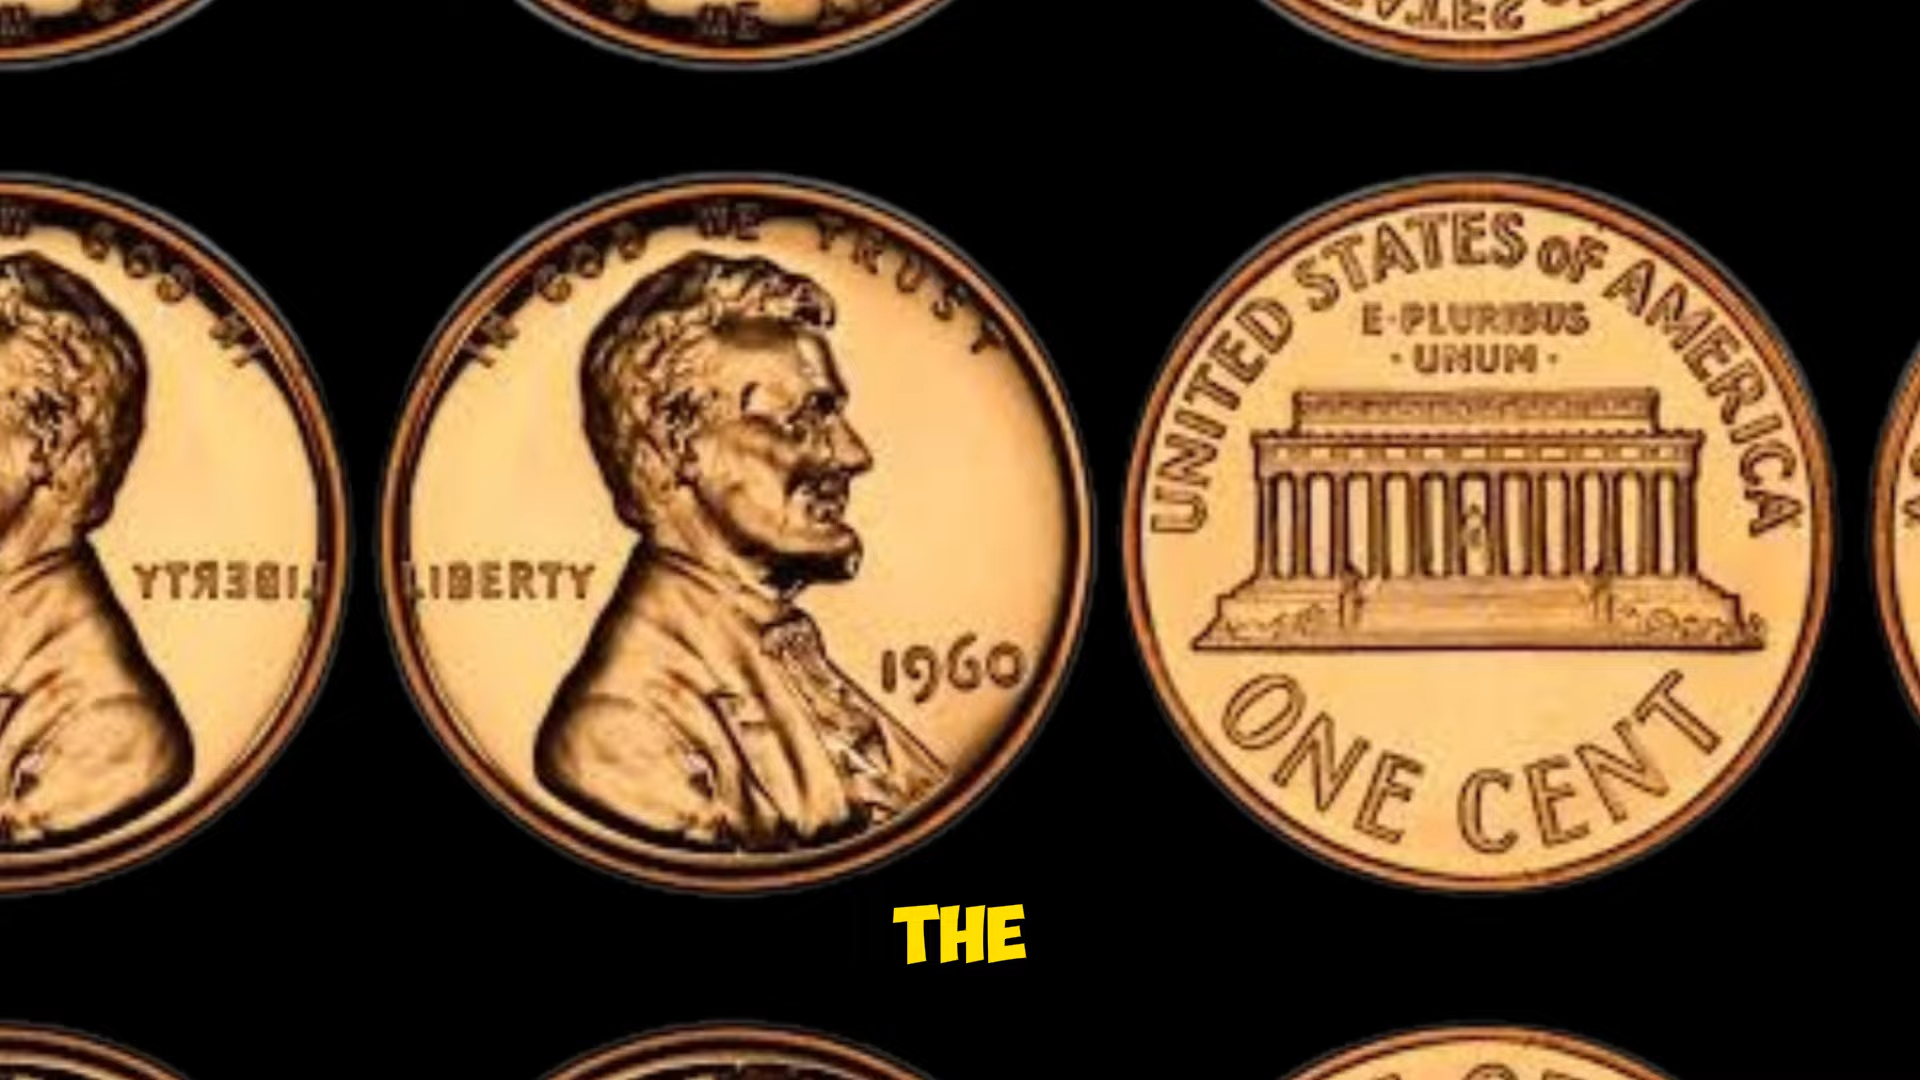 IN GOD WE TRUST
LIBERTY
1960
UNITED STATES OF AMERICA
E·PLURIBUS
·UNUM·
ONE CENT
THE